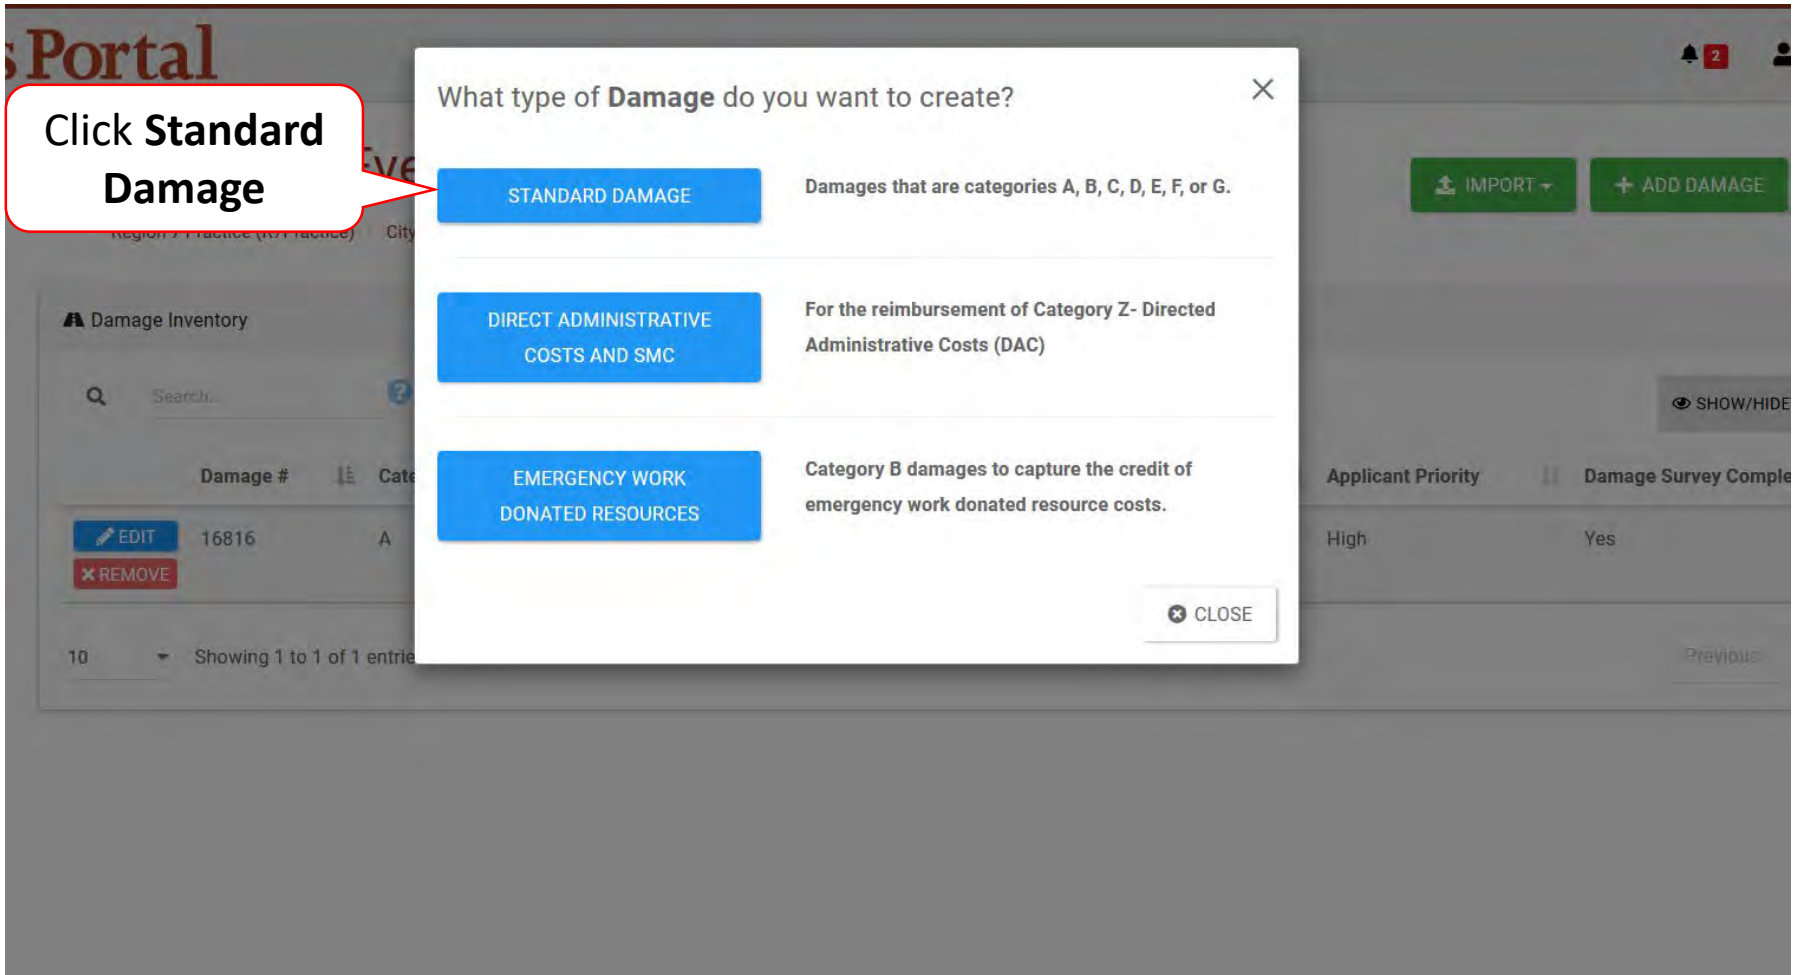 s Portal
2
Click Standard
Damage
What type of Damage do you want to create?
STANDARD DAMAGE
Damages that are categories A, B, C, D, E, F, or G.
IMPORT
+ ADD DAMAGE
City
DIRECT ADMINISTRATIVE
COSTS AND SMC
For the reimbursement of Category Z- Directed
Administrative Costs (DAC)
Damage Inventory
Search...
?
SHOW/HIDE
EMERGENCY WORK
DONATED RESOURCES
Category B damages to capture the credit of
emergency work donated resource costs.
Damage #
Cate
Applicant Priority
Damage Survey Comple
EDIT
16816
A
High
Yes
REMOVE
CLOSE
10
Showing 1 to 1 of 1 entrie
Previous